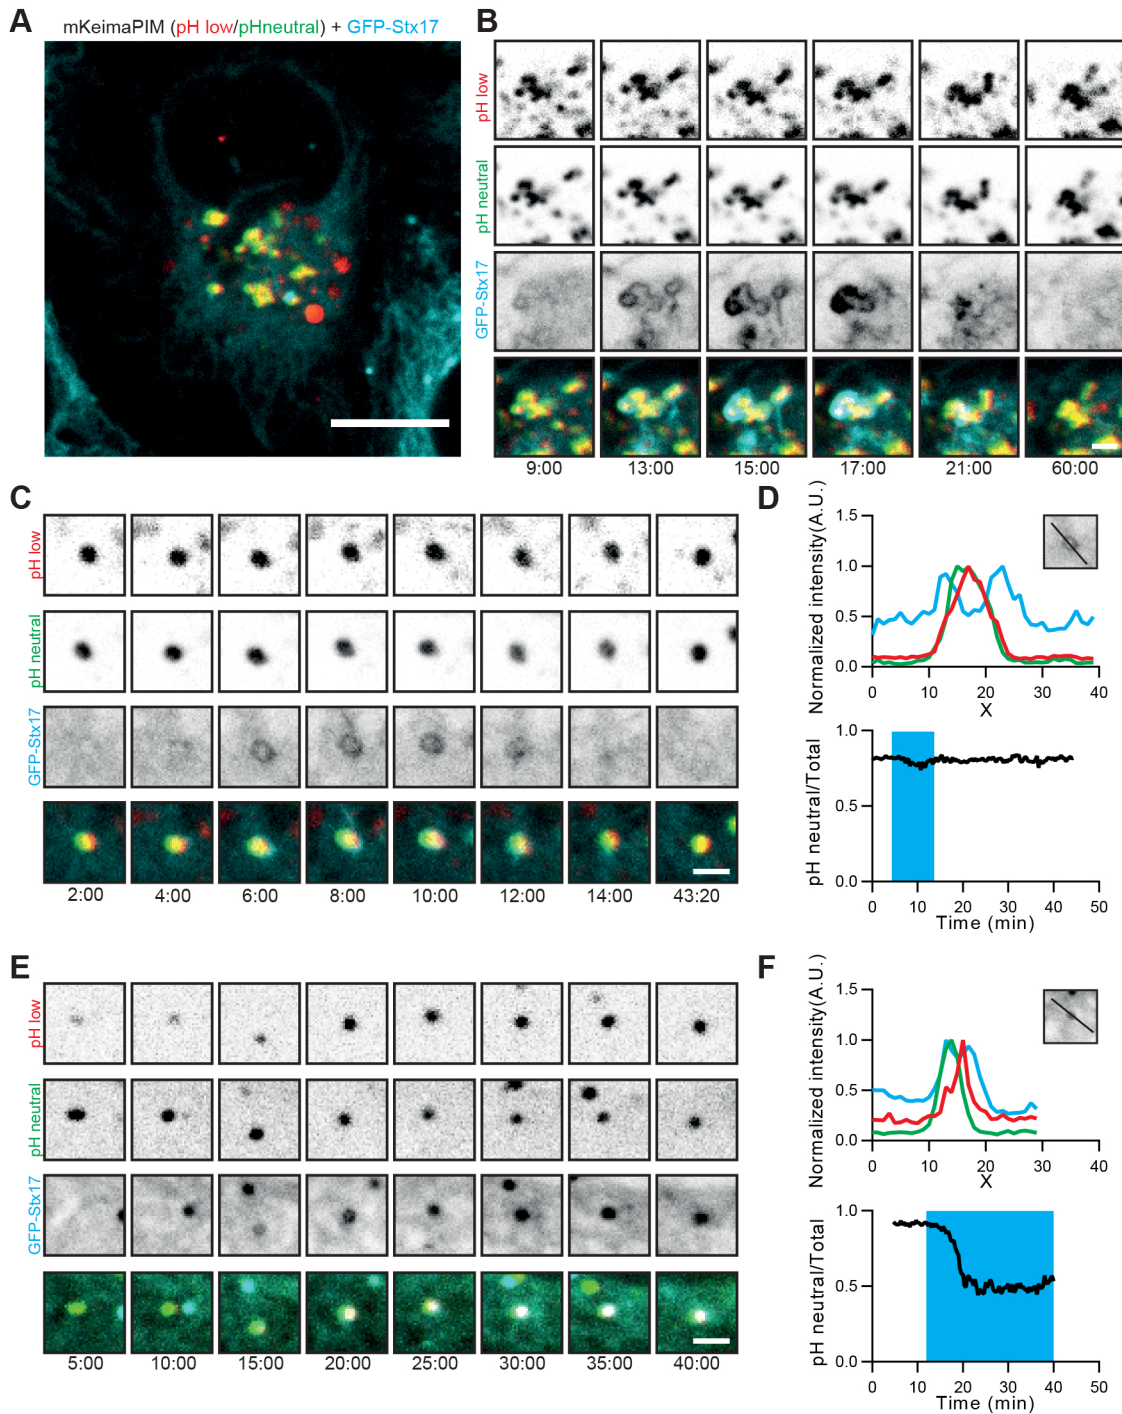 A
mKeimaPIM (pH low/pHneutral) + GFP-Stx17
B
pH low
pH neutral
GFP-Stx17
9:00 13:00 15:00 17:00 21:00 60:00
C
pH low
pH neutral
GFP-Stx17
2:00 4:00 6:00 8:00 10:00 12:00 14:00 43:20
D
Normalized intensity(A.U.)
1.5
1.0
0.5
0.0
0 10 20 30 40
X
pH neutral/Total
1.0
0.5
0.0
0 10 20 30 40 50
Time (min)
E
pH low
pH neutral
GFP-Stx17
5:00 10:00 15:00 20:00 25:00 30:00 35:00 40:00
F
Normalized intensity(A.U.)
1.5
1.0
0.5
0.0
0 10 20 30 40
X
pH neutral/Total
1.0
0.5
0.0
0 10 20 30 40 50
Time (min)